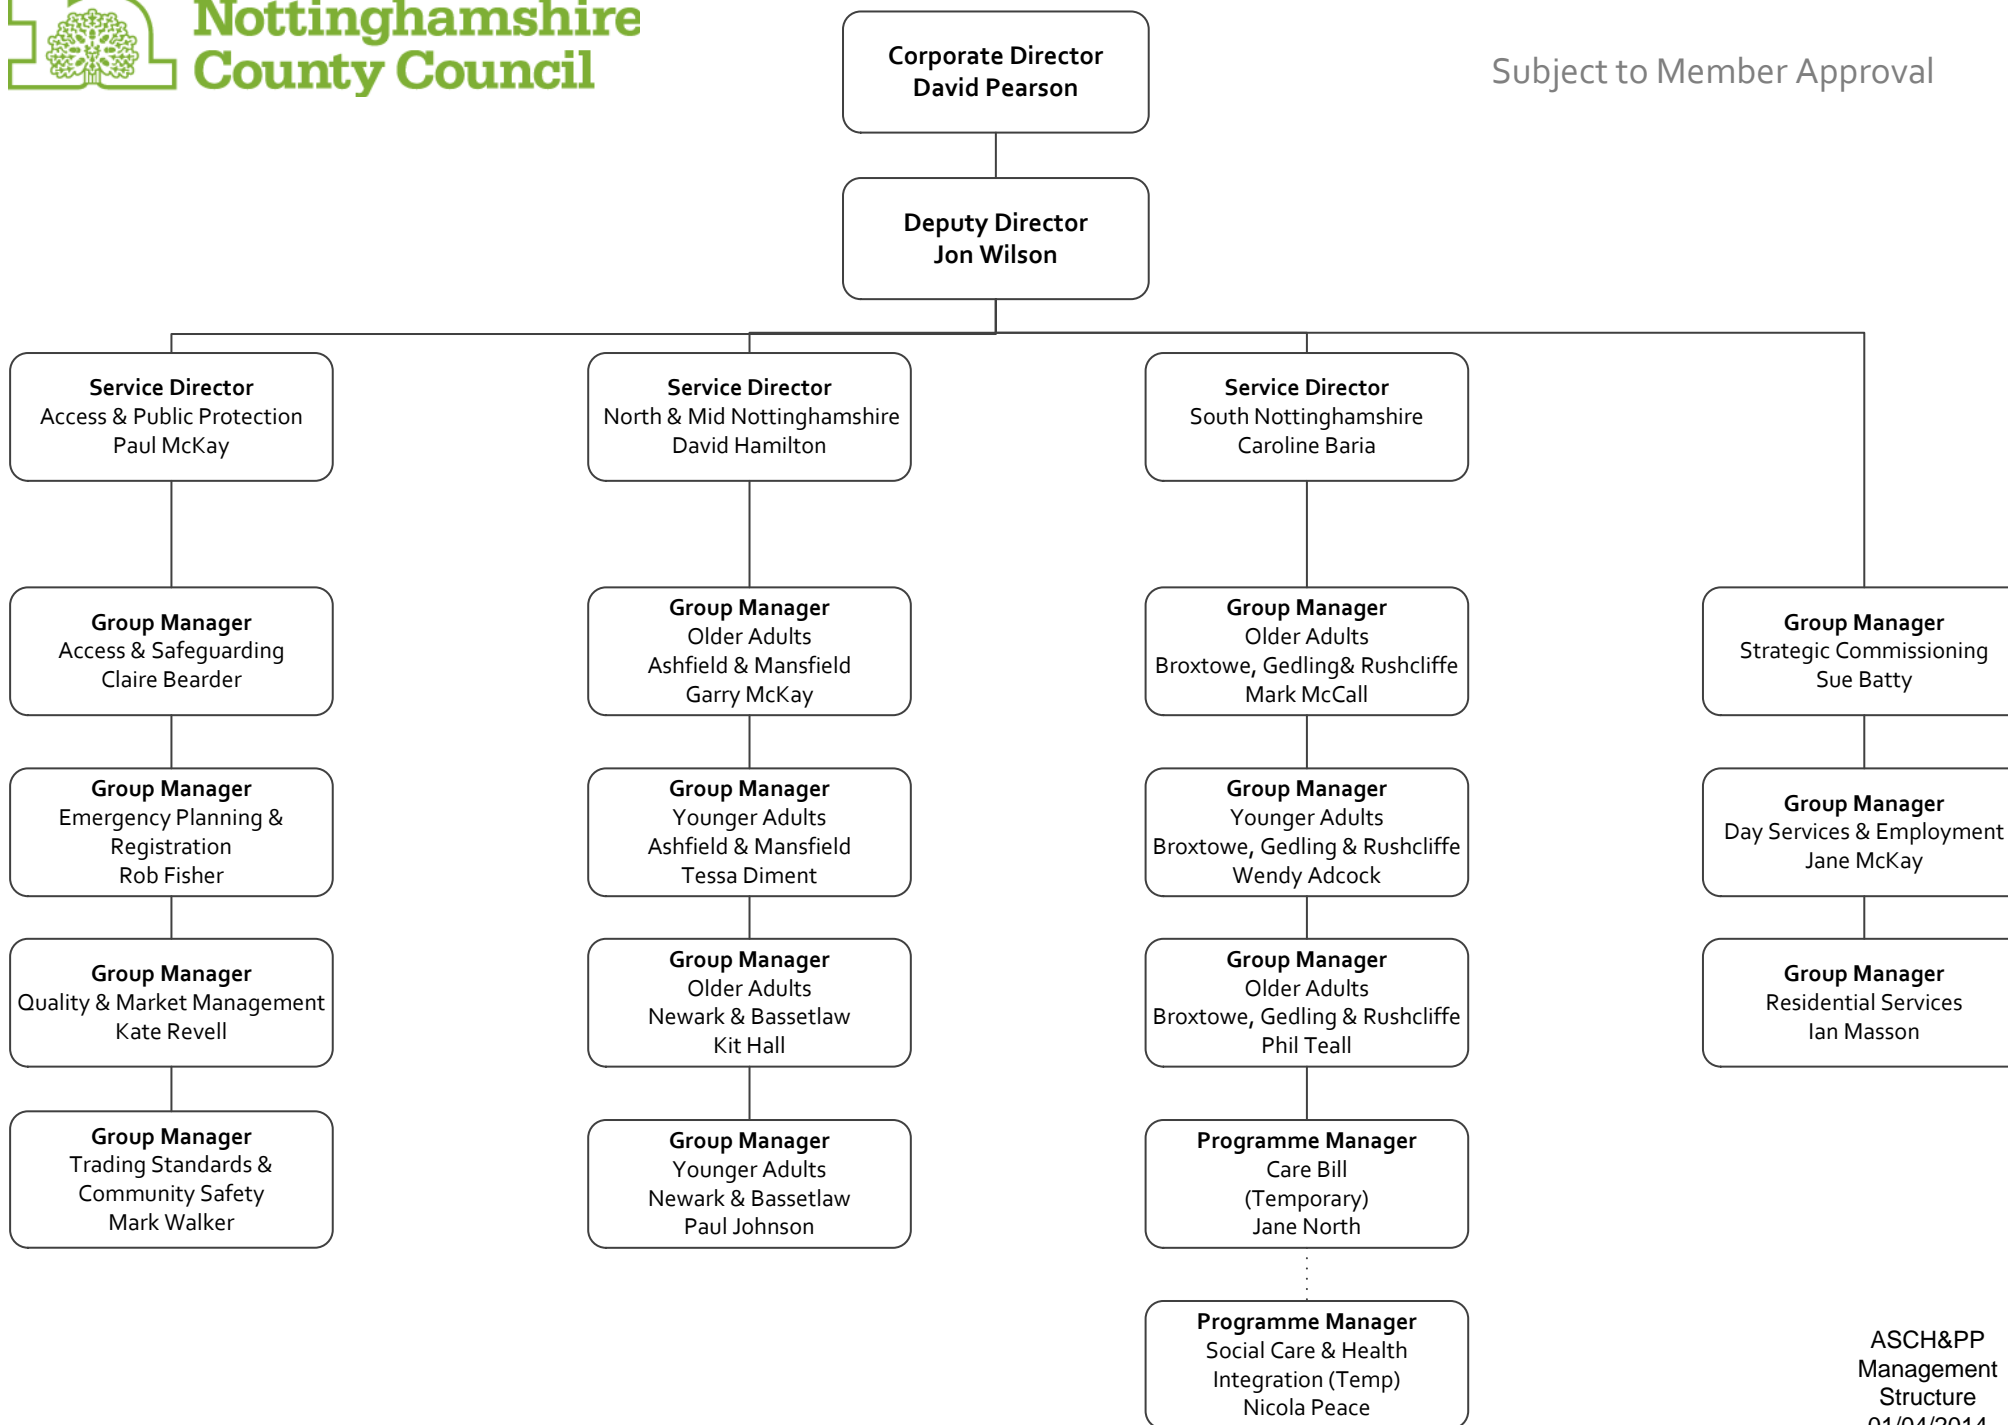 Nottinghamshire
County Council
Corporate Director
David Pearson
Subject to Member Approval
Deputy Director
Jon Wilson
Service Director
Access & Public Protection
Paul McKay
Service Director
North & Mid Nottinghamshire
David Hamilton
Service Director
South Nottinghamshire
Caroline Baria
Group Manager
Access & Safeguarding
Claire Bearder
Group Manager
Older Adults
Ashfield & Mansfield
Garry McKay
Group Manager
Older Adults
Broxtowe, Gedling& Rushcliffe
Mark McCall
Group Manager
Strategic Commissioning
Sue Batty
Group Manager
Emergency Planning &
Registration
Rob Fisher
Group Manager
Younger Adults
Ashfield & Mansfield
Tessa Diment
Group Manager
Younger Adults
Broxtowe, Gedling & Rushcliffe
Wendy Adcock
Group Manager
Day Services & Employment
Jane McKay
Group Manager
Quality & Market Management
Kate Revell
Group Manager
Older Adults
Newark & Bassetlaw
Kit Hall
Group Manager
Older Adults
Broxtowe, Gedling & Rushcliffe
Phil Teall
Group Manager
Residential Services
Ian Masson
Group Manager
Trading Standards &
Community Safety
Mark Walker
Group Manager
Younger Adults
Newark & Bassetlaw
Paul Johnson
Programme Manager
Care Bill
(Temporary)
Jane North
Programme Manager
Social Care & Health
Integration (Temp)
Nicola Peace
ASCH&PP
Management
Structure
01/04/2014